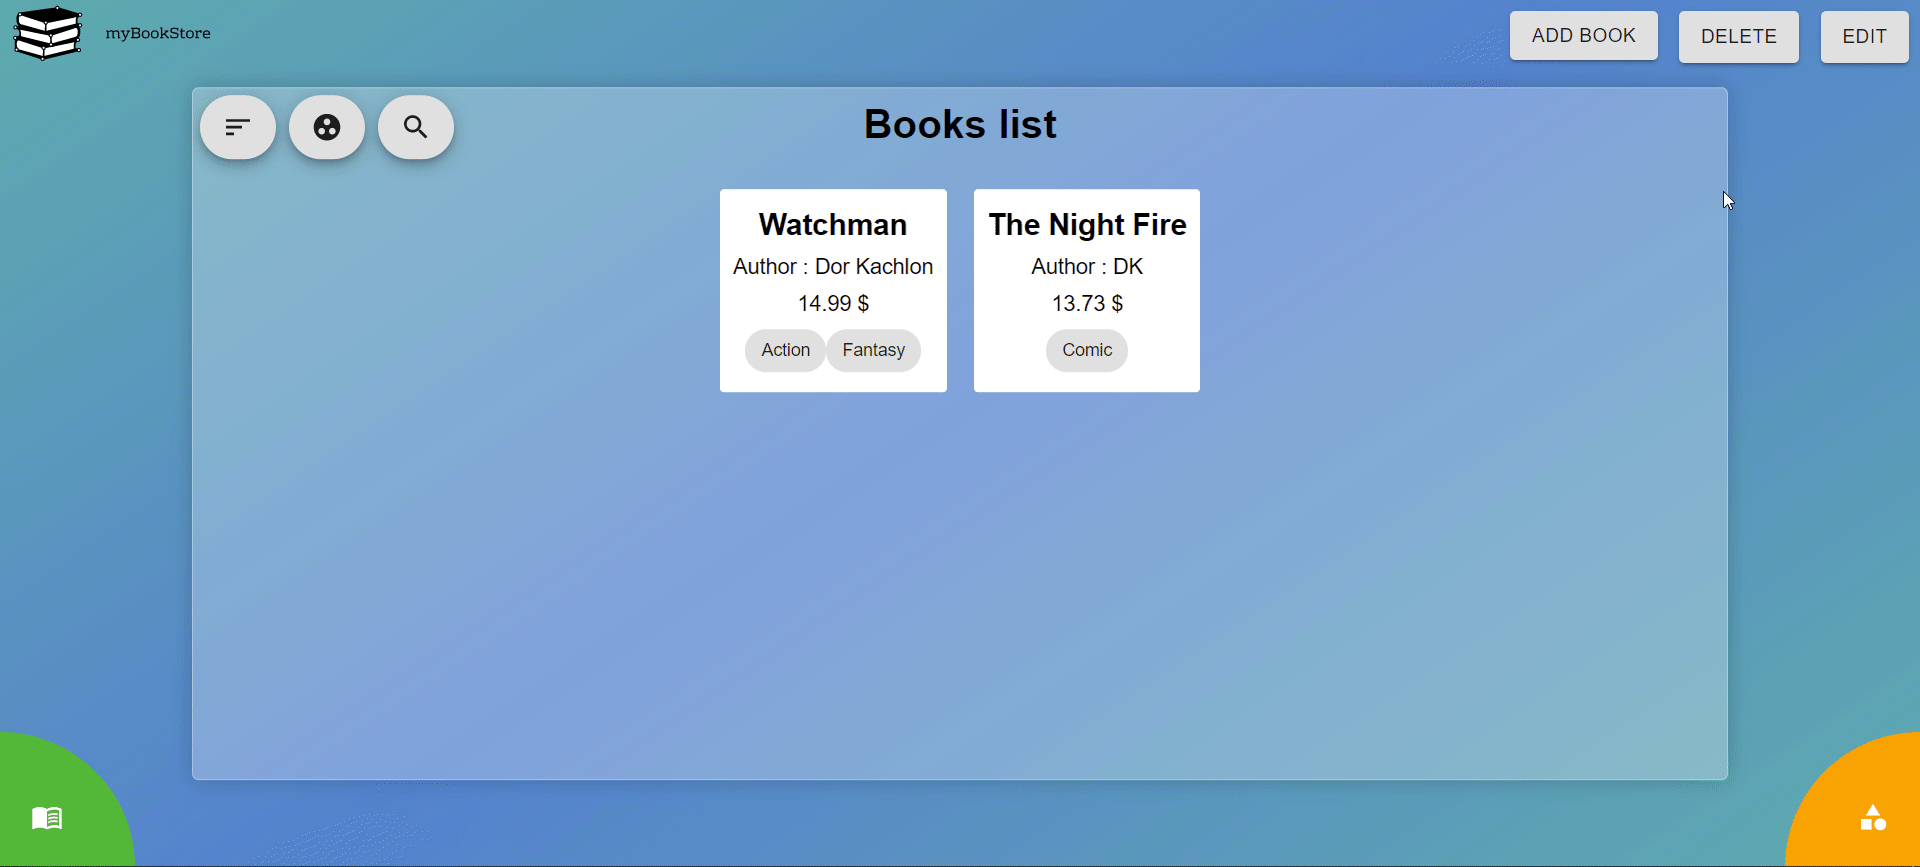 myBookStore
ADD BOOK
DELETE
EDIT
Books list
Watchman
Author : Dor Kachlon
14.99 $
Action
Fantasy
The Night Fire
Author : DK
13.73 $
Comic